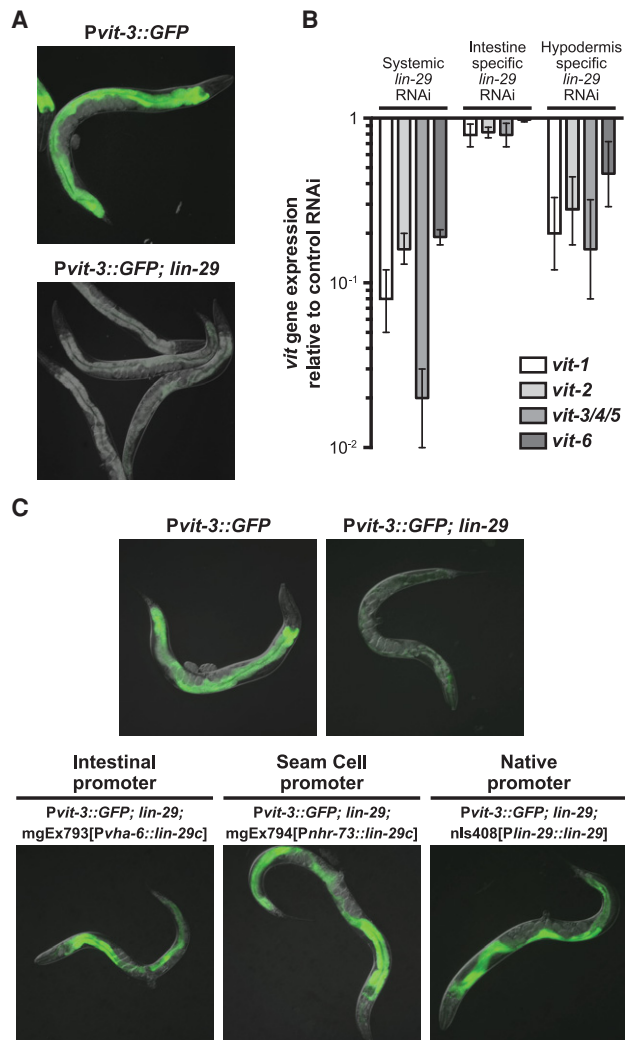 A
Pvit-3::GFP
Pvit-3::GFP; lin-29
B
Systemic
lin-29
RNAi
Intestine
specific
lin-29
RNAi
Hypodermis
specific
lin-29
RNAi
vit gene expression
relative to control RNAi
1
10-1
10-2
vit-1
vit-2
vit-3/4/5
vit-6
C
Pvit-3::GFP
Pvit-3::GFP; lin-29
Intestinal
promoter
Pvit-3::GFP; lin-29;
mgEx793[Pvha-6::lin-29c]
Seam Cell
promoter
Pvit-3::GFP; lin-29;
mgEx794[Pnhr-73::lin-29c]
Native
promoter
Pvit-3::GFP; lin-29;
nIs408[Plin-29::lin-29]